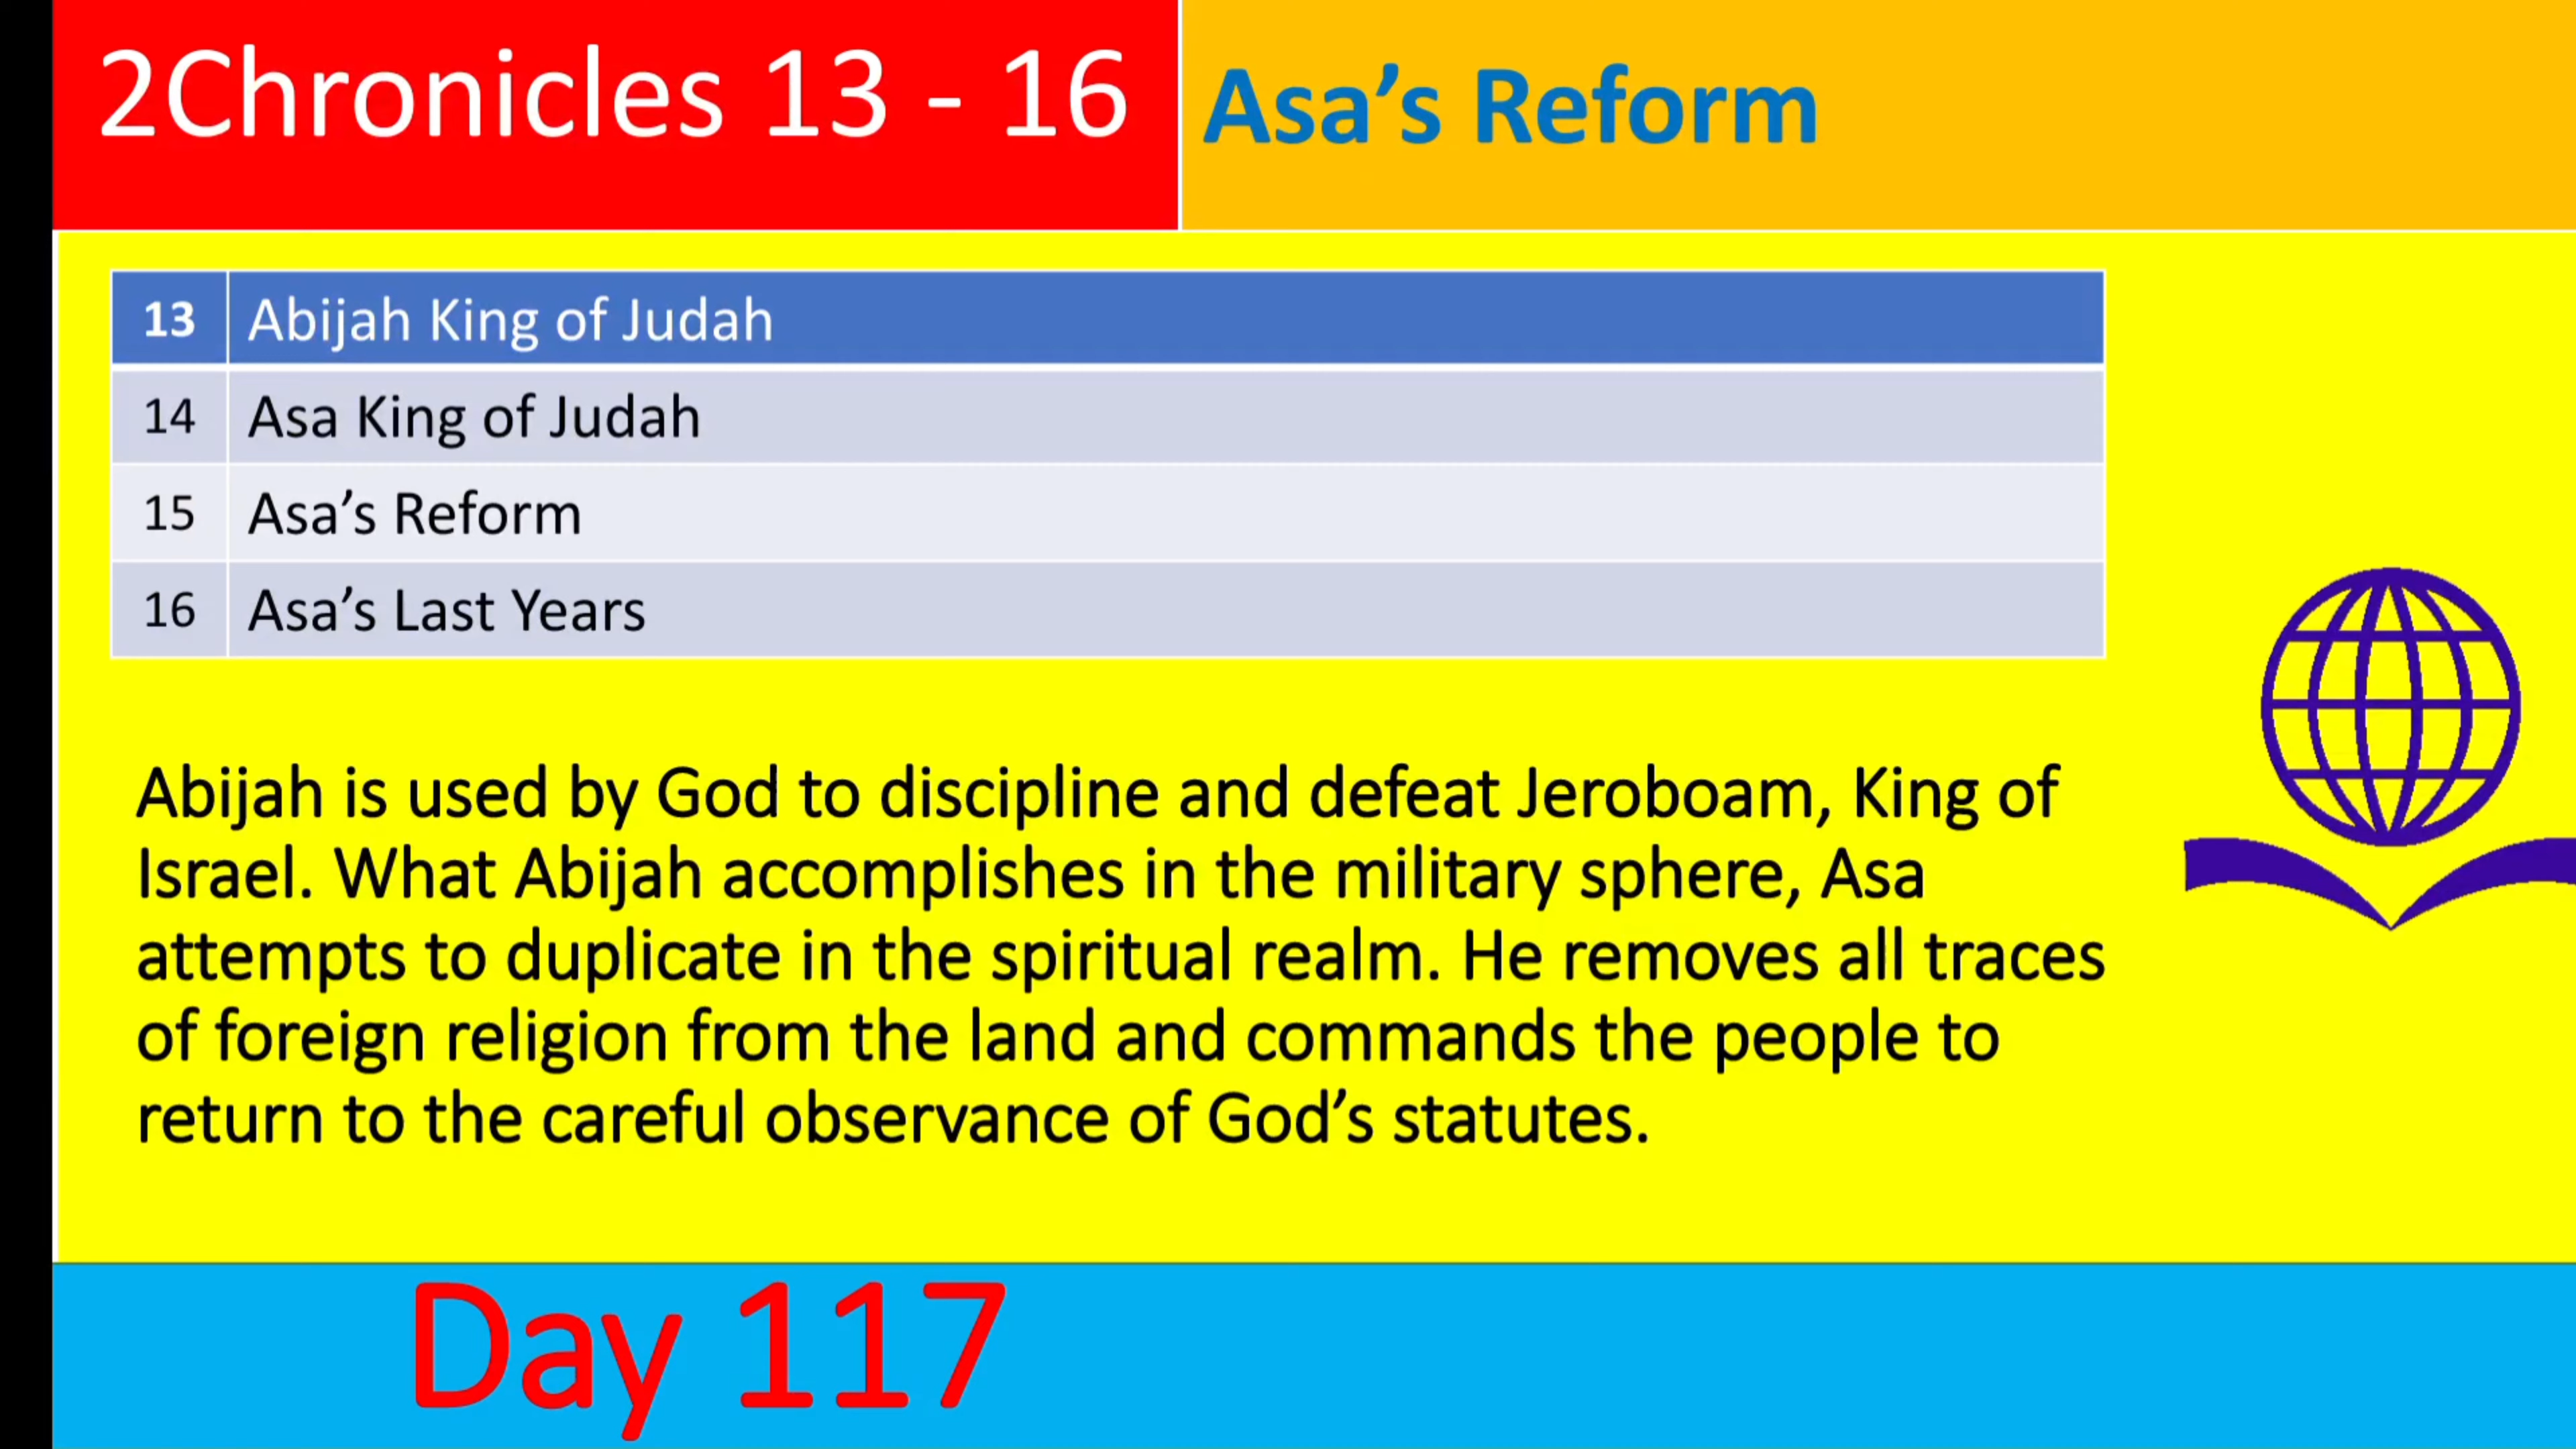 2Chronicles 13 - 16
Asa’s Reform
13 Abijah King of Judah
14 Asa King of Judah
15 Asa’s Reform
16 Asa’s Last Years
Abijah is used by God to discipline and defeat Jeroboam, King of
Israel. What Abijah accomplishes in the military sphere, Asa
attempts to duplicate in the spiritual realm. He removes all traces
of foreign religion from the land and commands the people to
return to the careful observance of God’s statutes.
Day 117